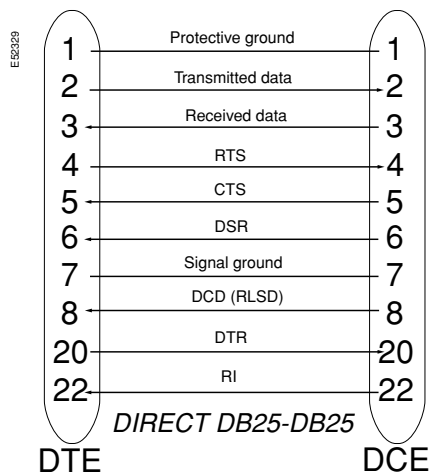 E52329
1 Protective ground 1
2 Transmitted data 2
3 Received data 3
4 RTS 4
5 CTS 5
6 DSR 6
7 Signal ground 7
8 DCD (RLSD) 8
20 DTR 20
22 RI 22
DIRECT DB25-DB25
DTE DCE